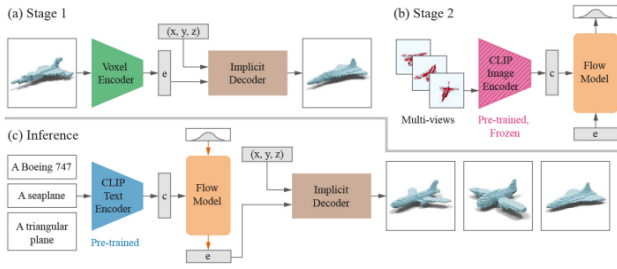 (a) Stage 1
Voxel
Encoder
e
(x, y, z)
Implicit
Decoder
(b) Stage 2
Multi-views
CLIP
Image
Encoder
Pre-trained,
Frozen
c
Flow
Model
e
(c) Inference
A Boeing 747
A seaplane
A triangular
plane
CLIP
Text
Encoder
Pre-trained
c
Flow
Model
e
(x, y, z)
Implicit
Decoder